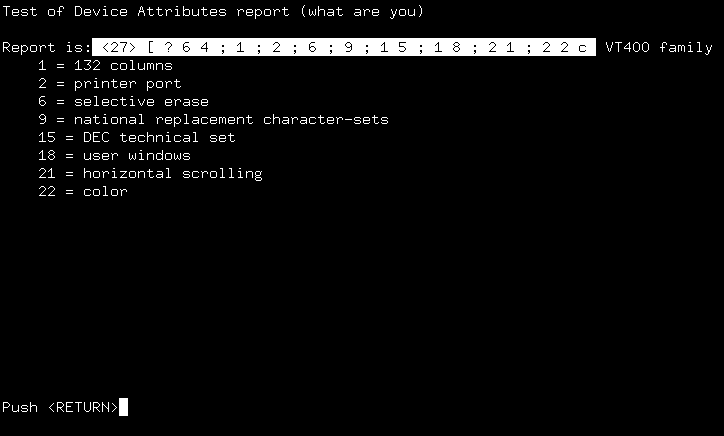 Test of Device Attributes report (what are you)
Report is: <27> [ ? 6 4 ; 1 ; 2 ; 6 ; 9 ; 1 5 ; 1 8 ; 2 1 ; 2 2 c  VT400 family
1 = 132 columns
2 = printer port
6 = selective erase
9 = national replacement character-sets
15 = DEC technical set
18 = user windows
21 = horizontal scrolling
22 = color
Push <RETURN>